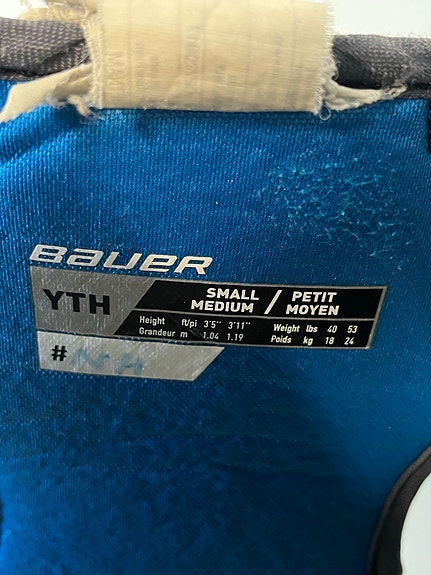 BAUER
YTH
SMALL / PETIT
MEDIUM / MOYEN
Height ft/pi 3'5'' 3'11'' Weight lbs 40 53
Grandeur m 1.04 1.19 Poids kg 18 24
#